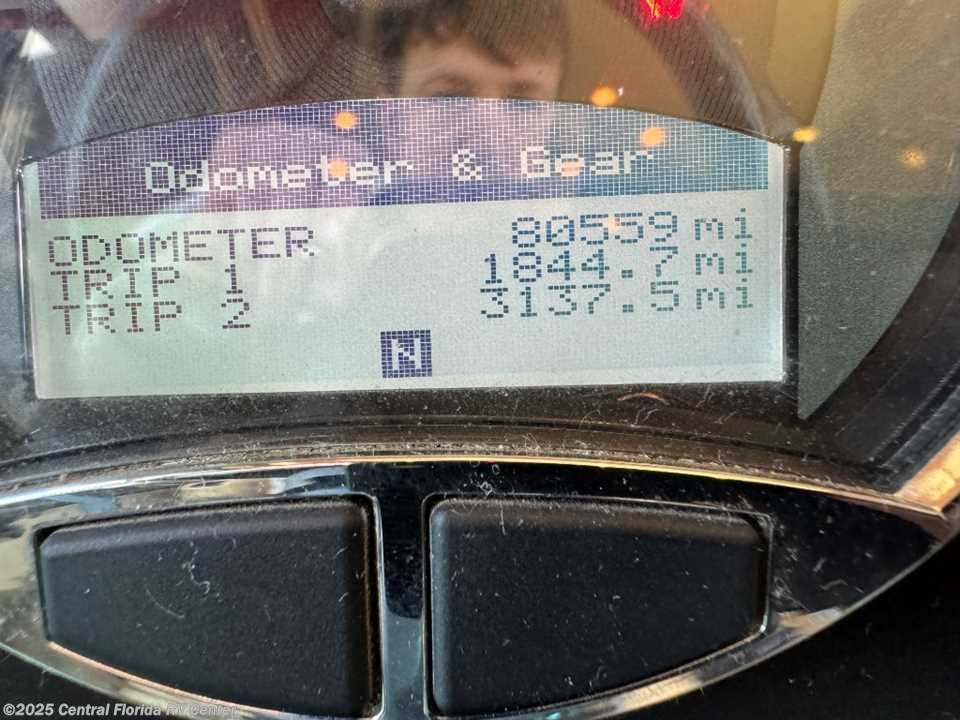 Odometer & Gear
ODOMETER 80559 mi
TRIP 1 1844.7 mi
TRIP 2 3137.5 mi
N
©2025 Central Florida RV Center